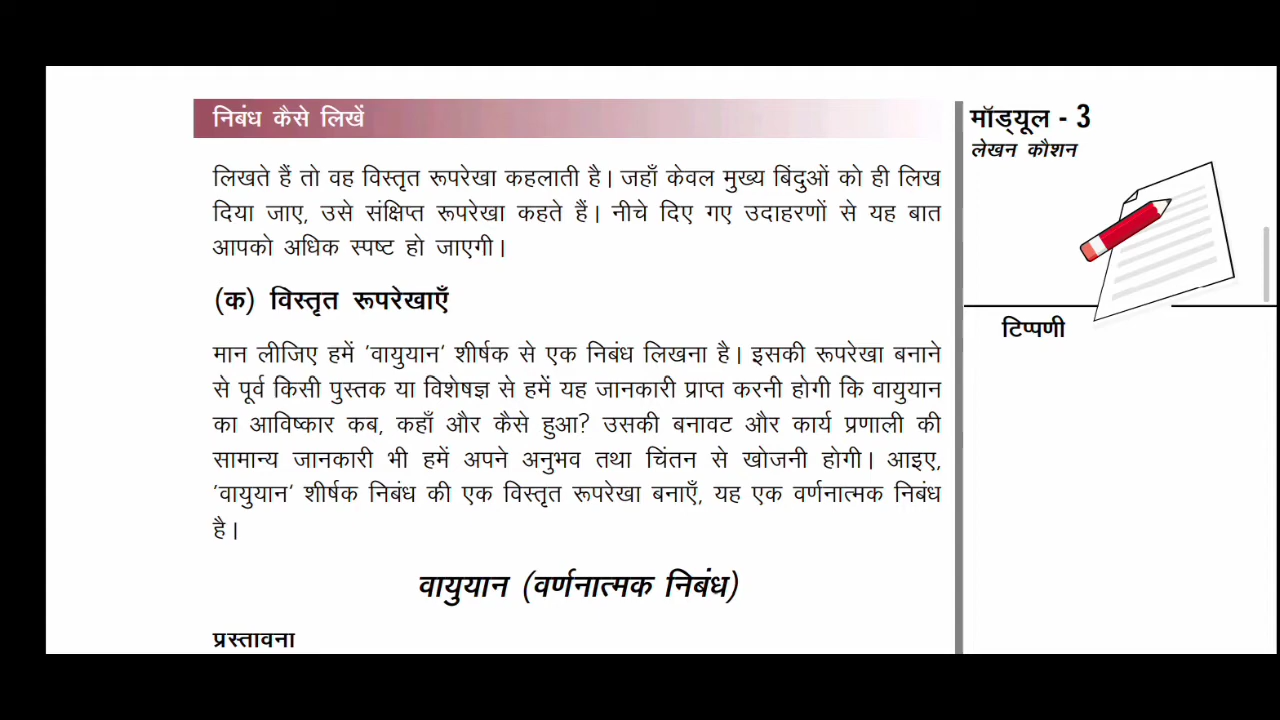 निबंध कैसे लिखें
लिखते हैं तो वह विस्तृत रूपरेखा कहलाती है। जहाँ केवल मुख्य बिंदुओं को ही लिख
दिया जाए, उसे संक्षिप्त रूपरेखा कहते हैं। नीचे दिए गए उदाहरणों से यह बात
आपको अधिक स्पष्ट हो जाएगी।
(क) विस्तृत रूपरेखाएँ
मान लीजिए हमें 'वायुयान' शीर्षक से एक निबंध लिखना है। इसकी रूपरेखा बनाने
से पूर्व किसी पुस्तक या विशेषज्ञ से हमें यह जानकारी प्राप्त करनी होगी कि वायुयान
का आविष्कार कब, कहाँ और कैसे हुआ? उसकी बनावट और कार्य प्रणाली की
सामान्य जानकारी भी हमें अपने अनुभव तथा चिंतन से खोजनी होगी। आइए,
'वायुयान' शीर्षक निबंध की एक विस्तृत रूपरेखा बनाएँ, यह एक वर्णनात्मक निबंध
है।
वायुयान (वर्णनात्मक निबंध)
प्रस्तावना
मॉड्यूल - 3
लेखन कौशन
टिप्पणी